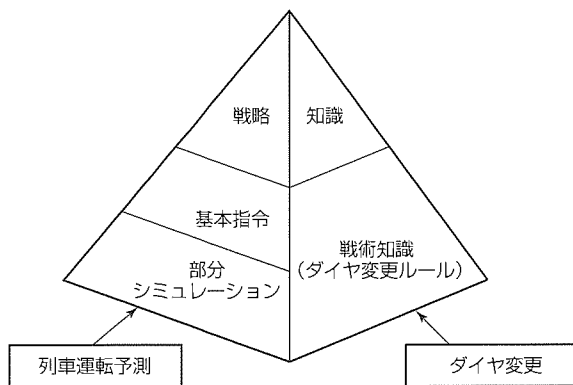 戦略
知識
基本指令
部分
シミュレーション
戦術知識
（ダイヤ変更ルール）
列車運転予測
ダイヤ変更